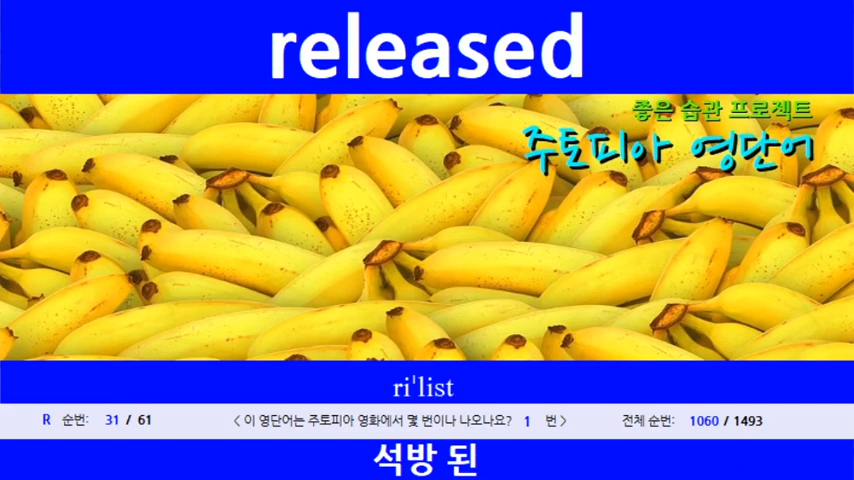 released
좋은 습관 프로젝트
주토피아 영단어
riˈlist
R 순번: 31 / 61 < 이 영단어는 주토피아 영화에서 몇 번이나 나오나요? 1 번 > 전체 순번: 1060 / 1493
석방 된